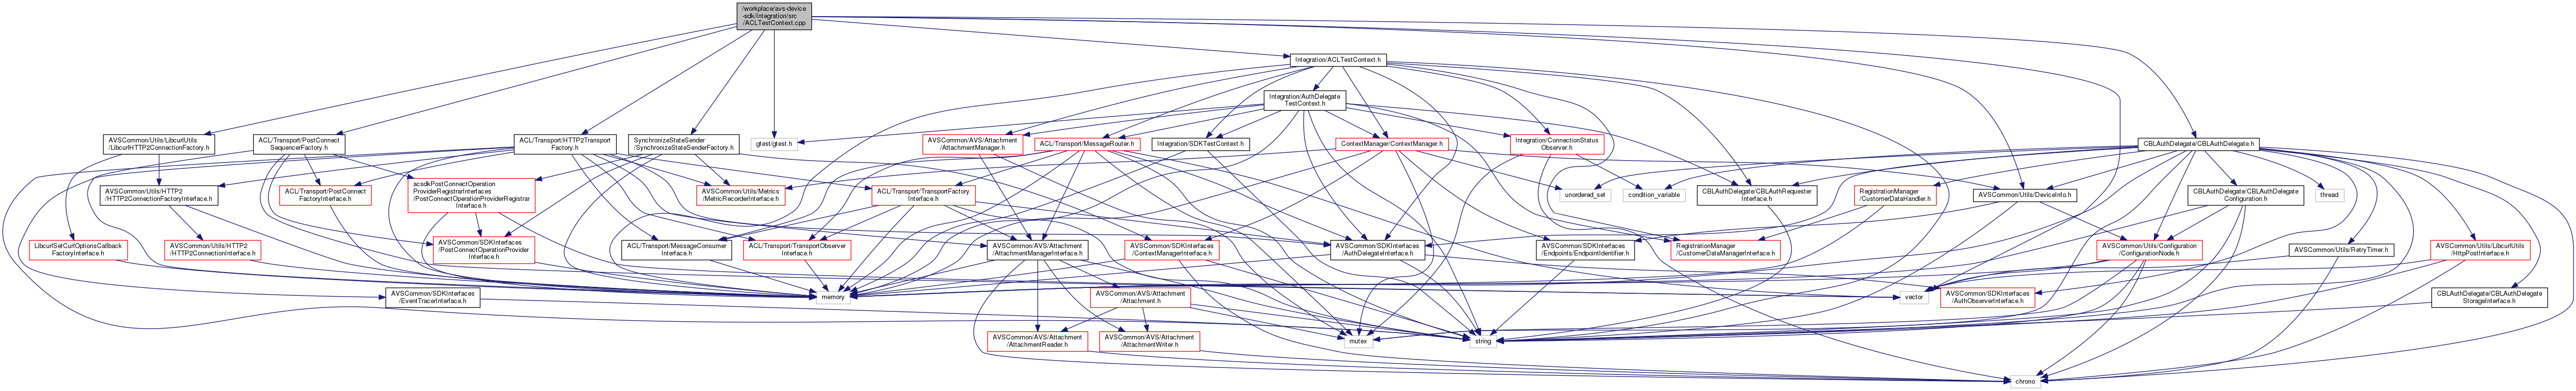 /workplace/avs-device
-sdk/Integration/src
/ACLTestContext.cpp
Integration/ACLTestContext.h
Integration/AuthDelegate
TestContext.h
AVSCommon/Utils/LibcurlUtils
/LibcurlHTTP2ConnectionFactory.h
ACL/Transport/PostConnect
SequencerFactory.h
ACL/Transport/HTTP2Transport
Factory.h
SynchronizeStateSender
/SynchronizeStateSenderFactory.h
gtest/gtest.h
AVSCommon/AVS/Attachment
/AttachmentManager.h
ACL/Transport/MessageRouter.h
Integration/SDKTestContext.h
ContextManager/ContextManager.h
Integration/ConnectionStatus
Observer.h
CBLAuthDelegate/CBLAuthDelegate.h
AVSCommon/Utils/HTTP2
/HTTP2ConnectionFactoryInterface.h
ACL/Transport/PostConnect
FactoryInterface.h
acsdkPostConnectOperation
ProviderRegistrarInterfaces
/PostConnectOperationProviderRegistrar
Interface.h
AVSCommon/Utils/Metrics
/MetricRecorderInterface.h
ACL/Transport/TransportFactory
Interface.h
unordered_set
condition_variable
CBLAuthDelegate/CBLAuthRequester
Interface.h
RegistrationManager
/CustomerDataHandler.h
AVSCommon/Utils/DeviceInfo.h
CBLAuthDelegate/CBLAuthDelegate
Configuration.h
thread
LibcurlSetCurlOptionsCallback
FactoryInterface.h
AVSCommon/Utils/HTTP2
/HTTP2ConnectionInterface.h
AVSCommon/SDKInterfaces
/PostConnectOperationProvider
Interface.h
ACL/Transport/MessageConsumer
Interface.h
ACL/Transport/TransportObserver
Interface.h
AVSCommon/AVS/Attachment
/AttachmentManagerInterface.h
AVSCommon/SDKInterfaces
/ContextManagerInterface.h
AVSCommon/SDKInterfaces
/AuthDelegateInterface.h
AVSCommon/SDKInterfaces
/Endpoints/EndpointIdentifier.h
RegistrationManager
/CustomerDataManagerInterface.h
AVSCommon/Utils/Configuration
/ConfigurationNode.h
AVSCommon/Utils/RetryTimer.h
AVSCommon/Utils/LibcurlUtils
/HttpPostInterface.h
AVSCommon/SDKInterfaces
/EventTracerInterface.h
memory
AVSCommon/AVS/Attachment
/Attachment.h
vector
AVSCommon/SDKInterfaces
/AuthObserverInterface.h
CBLAuthDelegate/CBLAuthDelegate
StorageInterface.h
AVSCommon/AVS/Attachment
/AttachmentReader.h
AVSCommon/AVS/Attachment
/AttachmentWriter.h
mutex
string
chrono